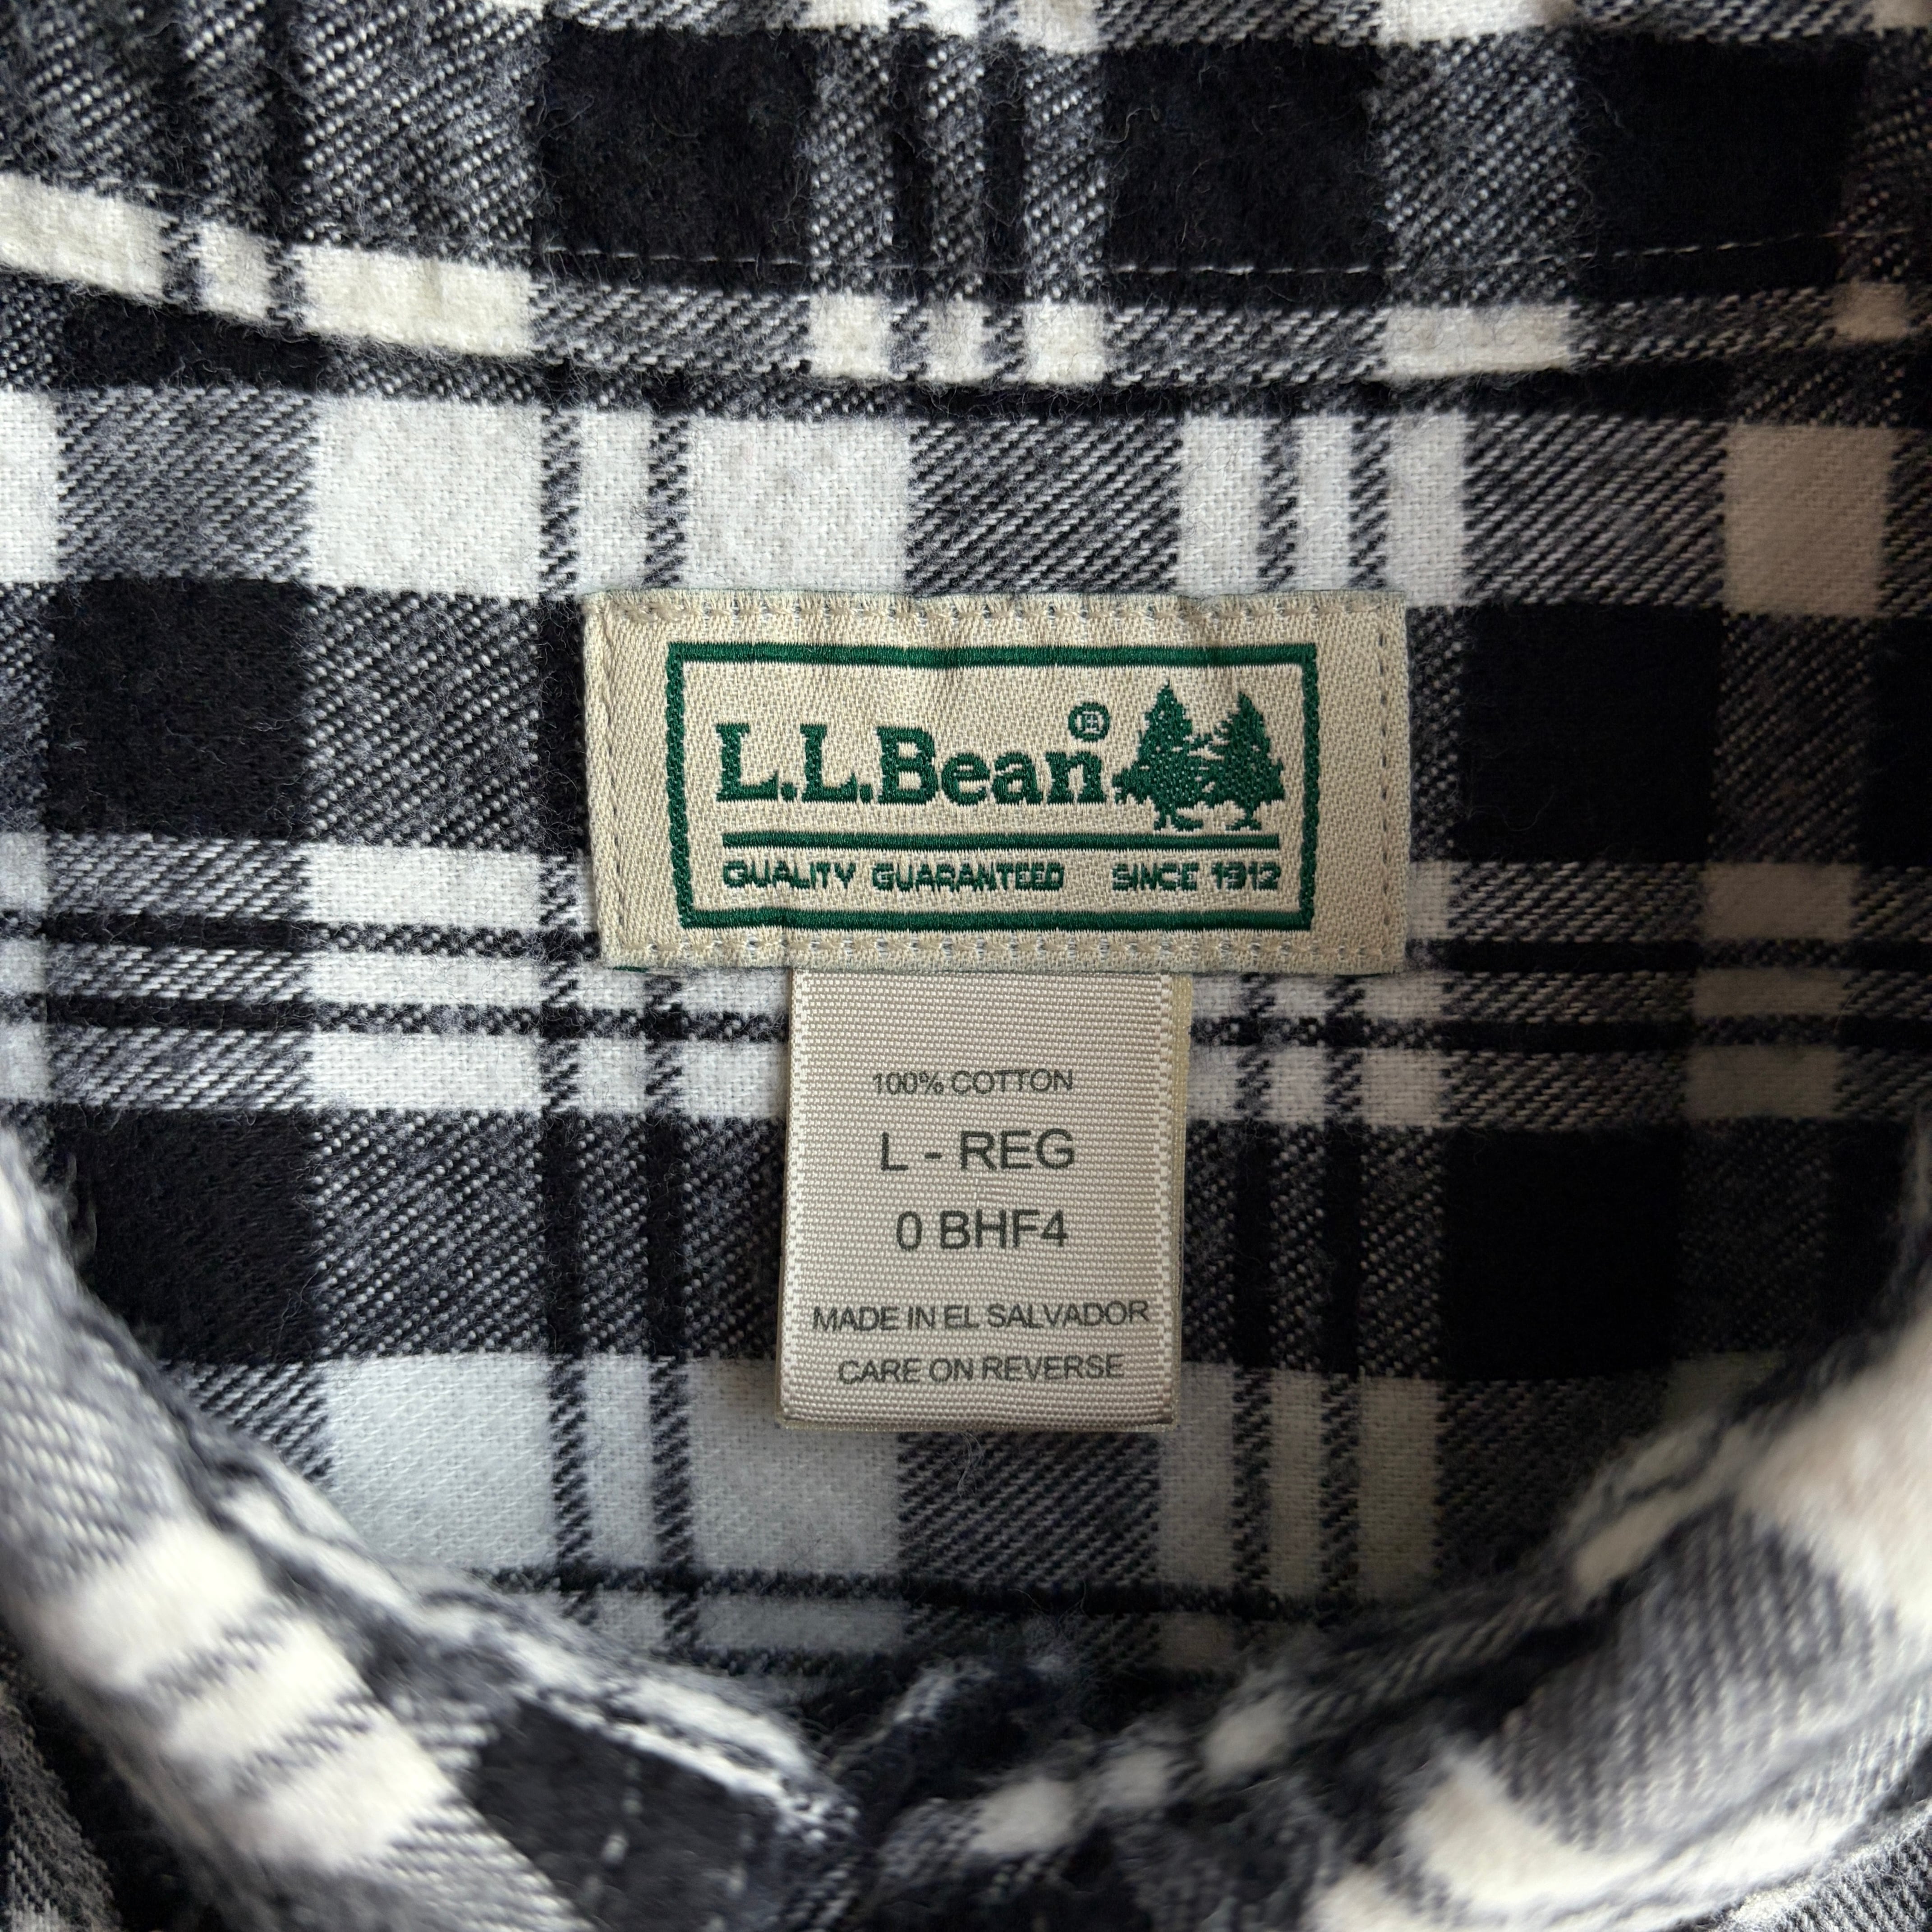 L.L.Bean®
QUALITY GUARANTEED SINCE 1912
100% COTTON
L - REG
0 BHF4
MADE IN EL SALVADOR
CARE ON REVERSE